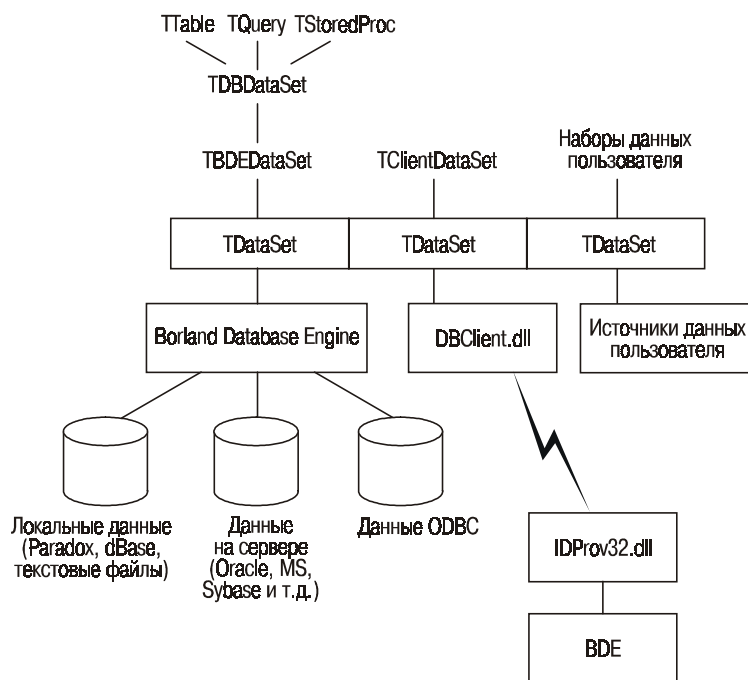 TTable TQuery TStoredProc
TDBDataSet
TBDEDataSet
TClientDataSet
Наборы данных
пользователя
TDataSet
TDataSet
TDataSet
Borland Database Engine
DBClient.dll
Источники данных
пользователя
Локальные данные
(Paradox, dBase,
текстовые файлы)
Данные
на сервере
(Oracle, MS,
Sybase и т.д.)
Данные ODBC
IDProv32.dll
BDE